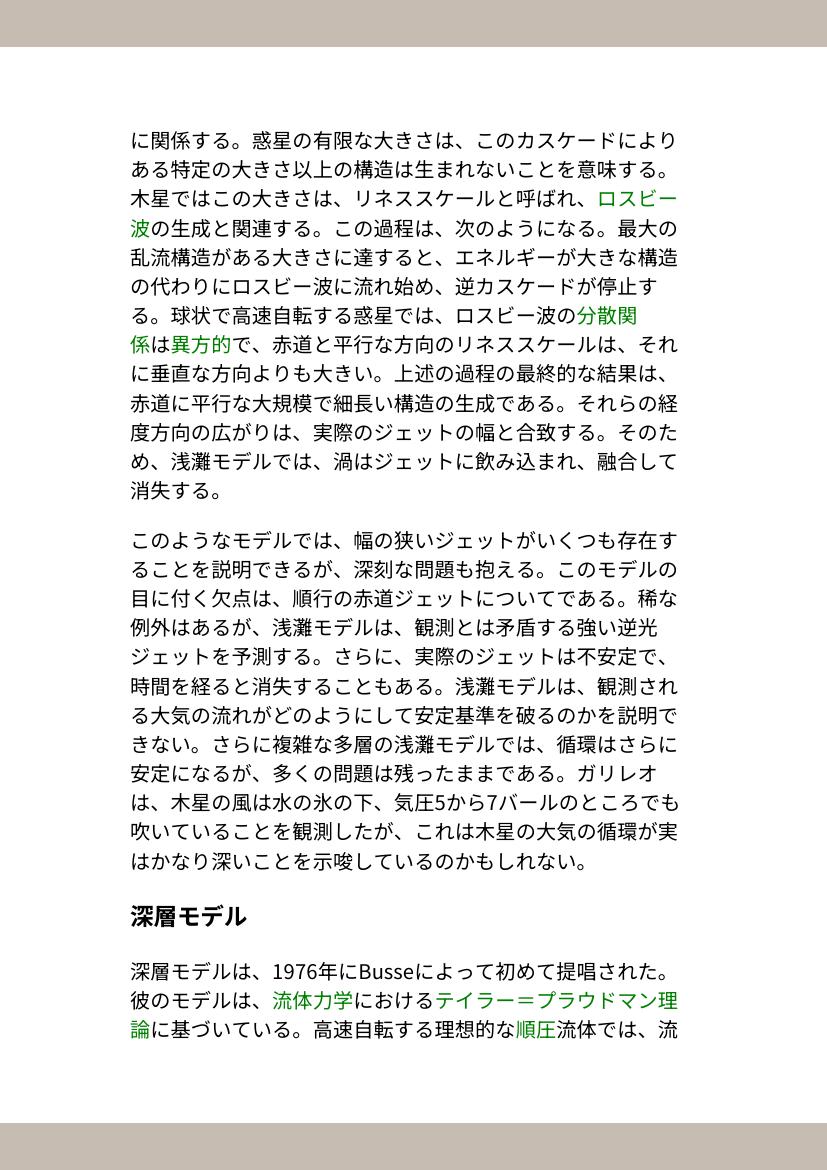 に関係する。惑星の有限な大きさは、このカスケードにより
ある特定の大きさ以上の構造は生まれないことを意味する。
木星ではこの大きさは、リネススケールと呼ばれ、ロスビー
波の生成と関連する。この過程は、次のようになる。最大の
乱流構造がある大きさに達すると、エネルギーが大きな構造
の代わりにロスビー波に流れ始め、逆カスケードが停止す
る。球状で高速自転する惑星では、ロスビー波の分散関
係は異方的で、赤道と平行な方向のリネススケールは、それ
に垂直な方向よりも大きい。上述の過程の最終的な結果は、
赤道に平行な大規模で細長い構造の生成である。それらの経
度方向の広がりは、実際のジェットの幅と合致する。そのた
め、浅灘モデルでは、渦はジェットに飲み込まれ、融合して
消失する。
このようなモデルでは、幅の狭いジェットがいくつも存在す
ることを説明できるが、深刻な問題も抱える。このモデルの
目に付く欠点は、順行の赤道ジェットについてである。稀な
例外はあるが、浅灘モデルは、観測とは矛盾する強い逆光
ジェットを予測する。さらに、実際のジェットは不安定で、
時間を経ると消失することもある。浅灘モデルは、観測され
る大気の流れがどのようにして安定基準を破るのかを説明で
きない。さらに複雑な多層の浅灘モデルでは、循環はさらに
安定になるが、多くの問題は残ったままである。ガリレオ
は、木星の風は水の氷の下、気圧5から7バールのところでも
吹いていることを観測したが、これは木星の大気の循環が実
はかなり深いことを示唆しているのかもしれない。
深層モデル
深層モデルは、1976年にBusseによって初めて提唱された。
彼のモデルは、流体力学におけるテイラー＝プラウドマン理
論に基づいている。高速自転する理想的な順圧流体では、流